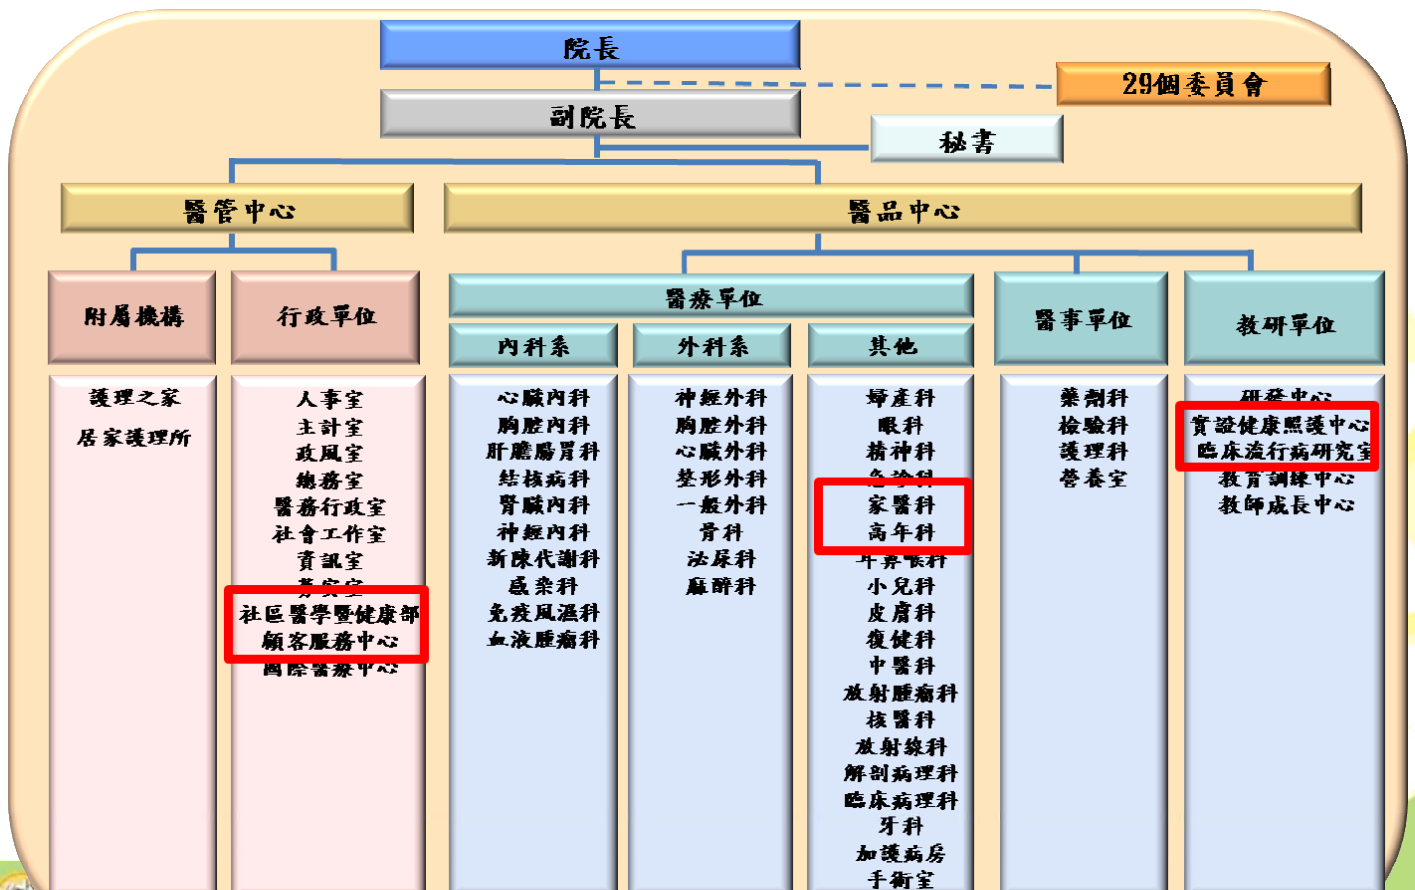 院長
29個委員會
副院長
秘書
醫管中心
醫品中心
附屬機構
行政單位
醫療單位
內科系
外科系
其他
醫事單位
教研單位
護理之家
居家護理所
人事室
主計室
政風室
總務室
醫務行政室
社會工作室
資訊室
勞安室
社區醫學暨健康部
顧客服務中心
國際醫療中心
心臟內科
胸腔內科
肝膽腸胃科
結核病科
腎臟內科
神經內科
新陳代謝科
感染科
免疫風濕科
血液腫瘤科
神經外科
胸腔外科
心臟外科
整形外科
一般外科
骨科
泌尿科
麻醉科
婦產科
眼科
精神科
急診科
家醫科
高年科
耳鼻喉科
小兒科
皮膚科
復健科
中醫科
放射腫瘤科
核醫科
放射線科
解剖病理科
臨床病理科
牙科
加護病房
手術室
藥劑科
檢驗科
護理科
營養室
研發中心
實證健康照護中心
臨床流行病研究室
教育訓練中心
教師成長中心